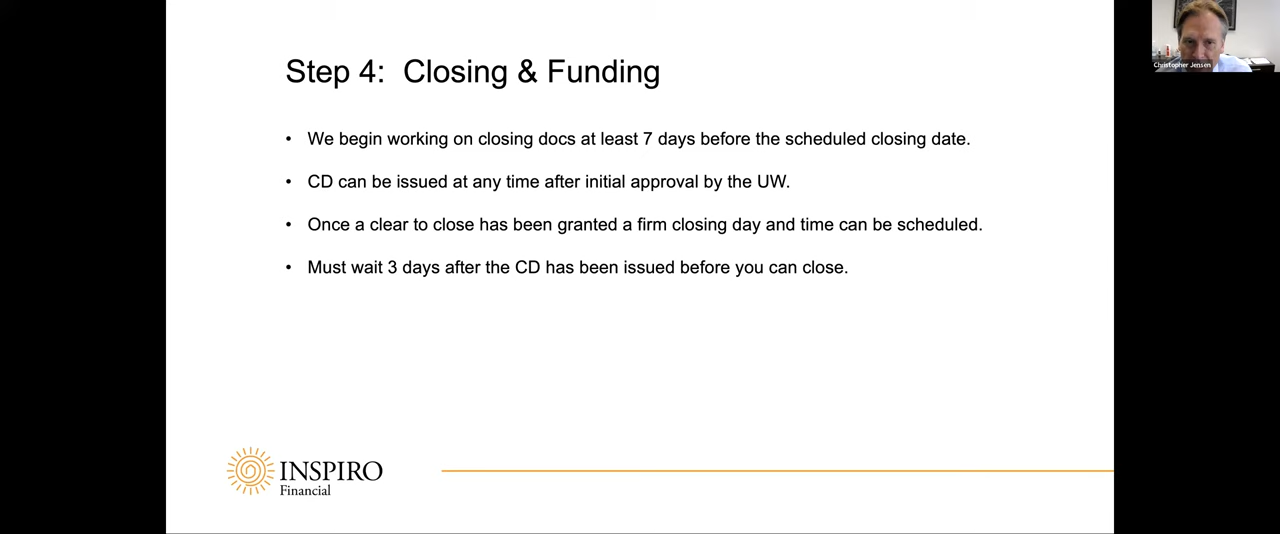 Christopher Jensen
Step 4: Closing & Funding
• We begin working on closing docs at least 7 days before the scheduled closing date.
• CD can be issued at any time after initial approval by the UW.
• Once a clear to close has been granted a firm closing day and time can be scheduled.
• Must wait 3 days after the CD has been issued before you can close.
INSPIRO
Financial